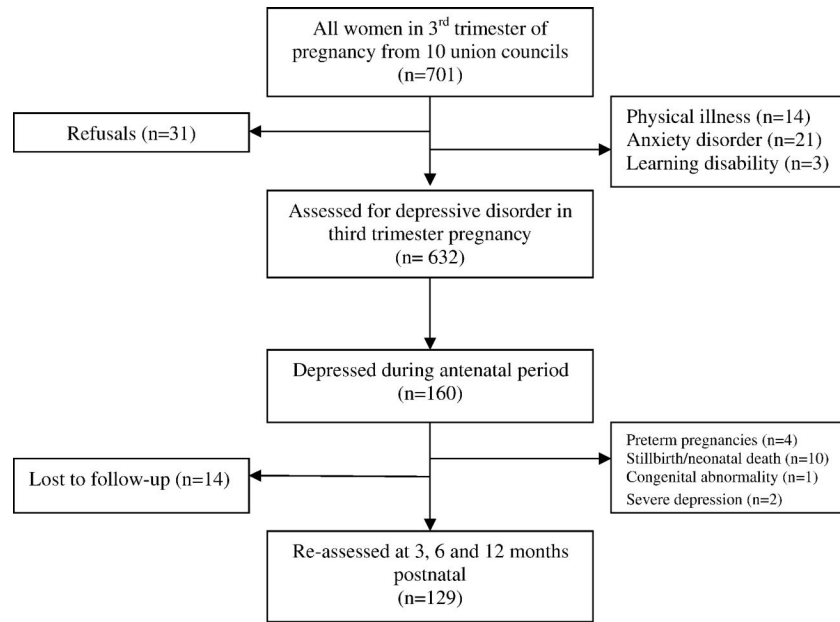 All women in 3rd trimester of
pregnancy from 10 union councils
(n=701)
Refusals (n=31)
Physical illness (n=14)
Anxiety disorder (n=21)
Learning disability (n=3)
Assessed for depressive disorder in
third trimester pregnancy
(n= 632)
Depressed during antenatal period
(n=160)
Lost to follow-up (n=14)
Preterm pregnancies (n=4)
Stillbirth/neonatal death (n=10)
Congenital abnormality (n=1)
Severe depression (n=2)
Re-assessed at 3, 6 and 12 months
postnatal
(n=129)